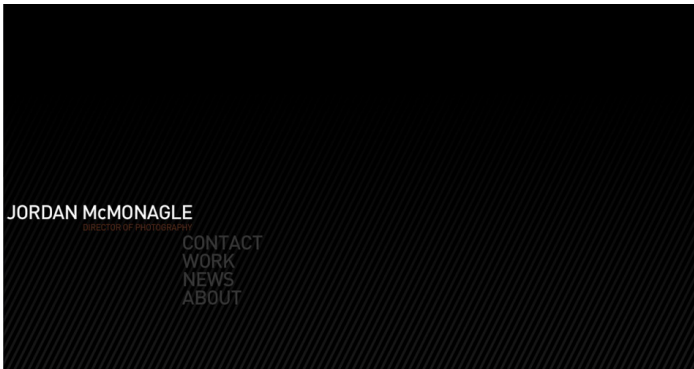 JORDAN McMONAGLE
DIRECTOR OF PHOTOGRAPHY
CONTACT
WORK
NEWS
ABOUT